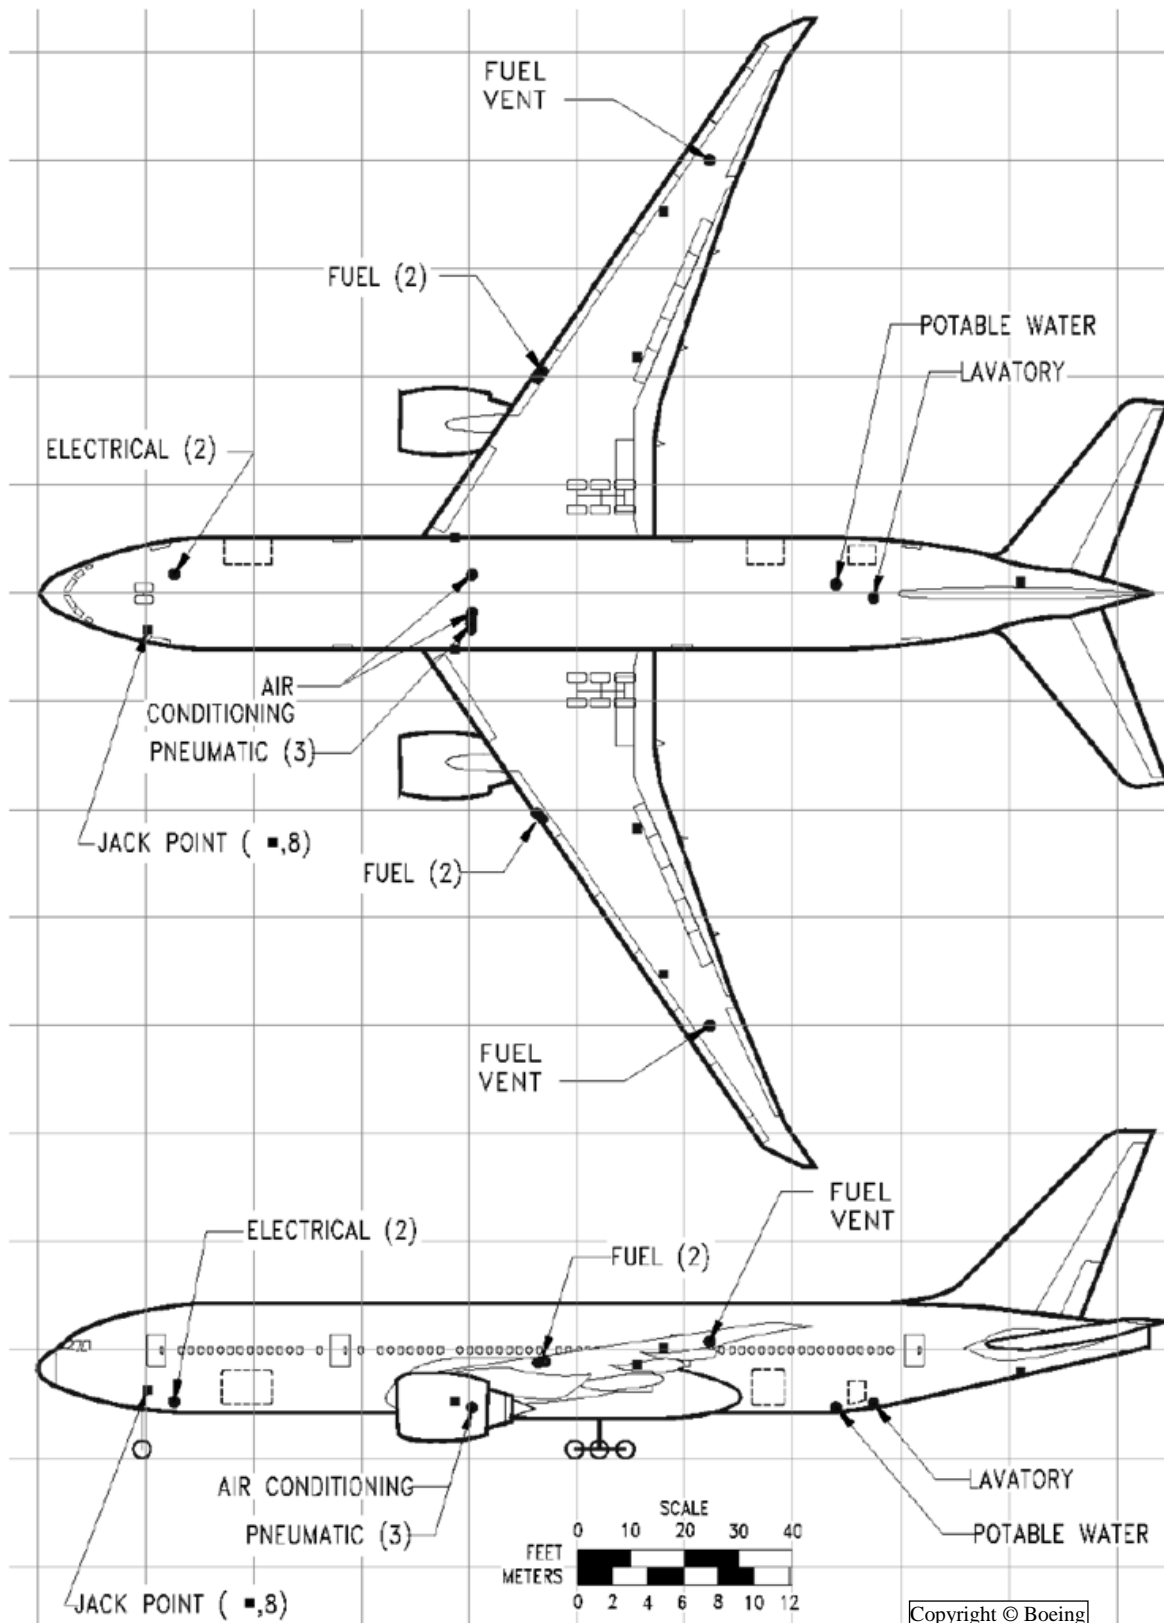 FUEL
VENT
FUEL (2)
POTABLE WATER
LAVATORY
ELECTRICAL (2)
AIR
CONDITIONING
PNEUMATIC (3)
JACK POINT ( ■,8)
FUEL (2)
FUEL
VENT
FUEL
VENT
ELECTRICAL (2)
FUEL (2)
AIR CONDITIONING
LAVATORY
SCALE
PNEUMATIC (3)
0 10 20 30 40
POTABLE WATER
FEET
METERS
0 2 4 6 8 10 12
JACK POINT ( ■,8)
Copyright © Boeing